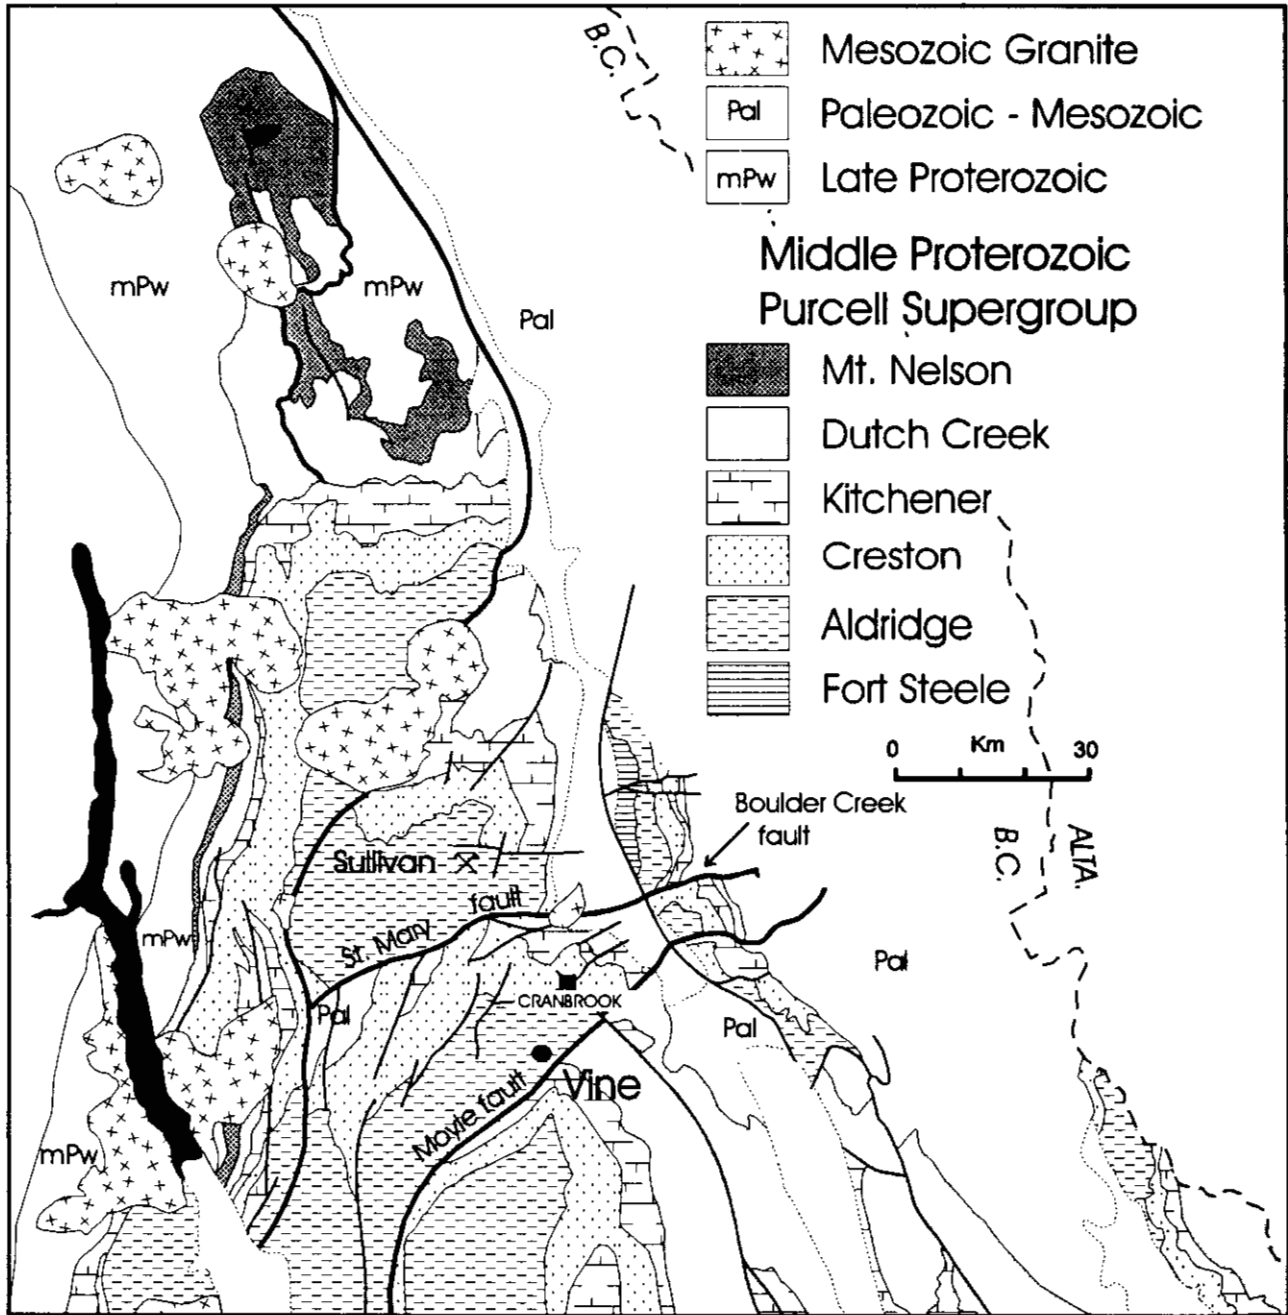 B.C.
Mesozoic Granite
Pal
Paleozoic - Mesozoic
mPw
Late Proterozoic
Middle Proterozoic
Purcell Supergroup
Mt. Nelson
Dutch Creek
Kitchener
Creston
Aldridge
Fort Steele
0 Km 30
mPw
mPw
Pal
Boulder Creek
fault
B.C.
ALTA.
Sullivan
St. Mary fault
mPw
Pal
CRANBROOK
Pal
Pal
Vine
Moyie fault
mPw